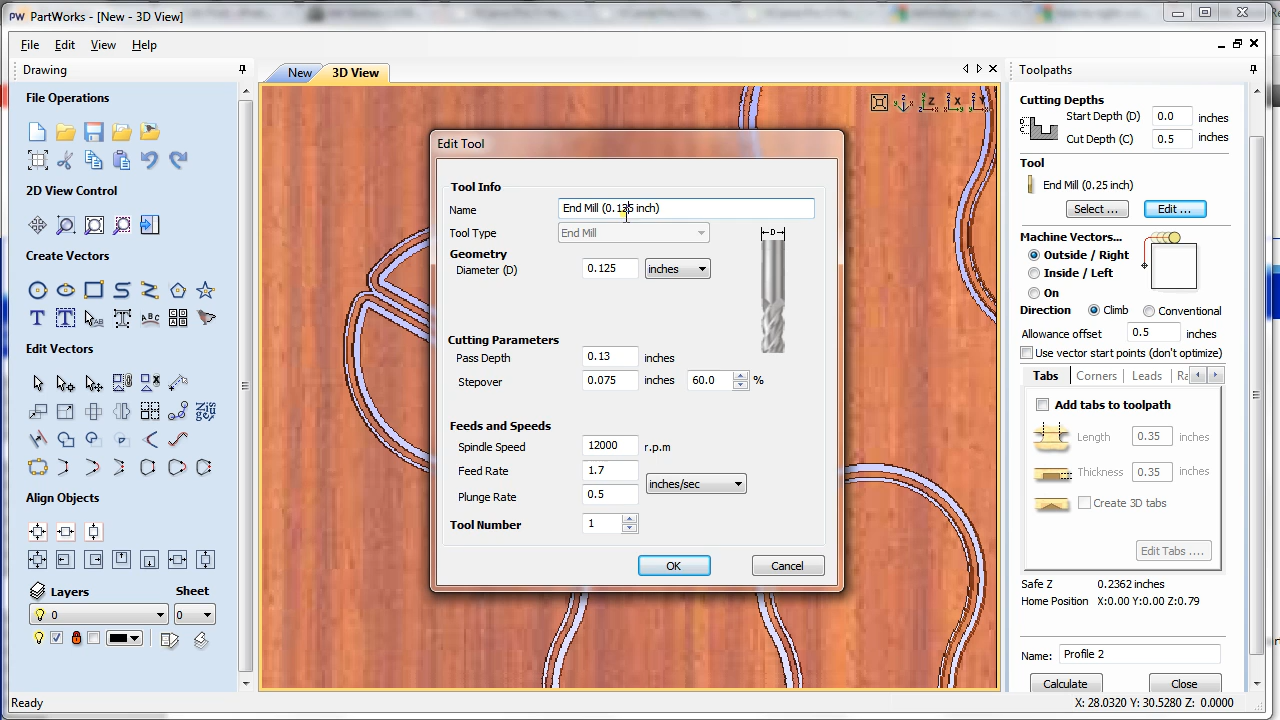 PW PartWorks - [New - 3D View]
File Edit View Help
Drawing
File Operations
2D View Control
Create Vectors
Edit Vectors
Align Objects
Layers Sheet
0 0
Ready
New 3D View
Edit Tool
Tool Info
Name End Mill (0.125 inch)
Tool Type End Mill
Geometry
Diameter (D) 0.125 inches
D
Cutting Parameters
Pass Depth 0.13 inches
Stepover 0.075 inches 60.0 %
Feeds and Speeds
Spindle Speed 12000 r.p.m
Feed Rate 1.7
inches/sec
Plunge Rate 0.5
Tool Number 1
OK Cancel
Toolpaths
Cutting Depths
Start Depth (D) 0.0 inches
Cut Depth (C) 0.5 inches
Tool
End Mill (0.25 inch)
Select ... Edit ...
Machine Vectors...
Outside / Right
Inside / Left
On
Direction Climb Conventional
Allowance offset 0.5 inches
Use vector start points (don't optimize)
Tabs Corners Leads Ra
Add tabs to toolpath
Length 0.35 inches
Thickness 0.35 inches
Create 3D tabs
Edit Tabs ....
Safe Z 0.2362 inches
Home Position X:0.00 Y:0.00 Z:0.79
Name: Profile 2
Calculate Close
X: 28.0320 Y: 30.5280 Z: 0.0000